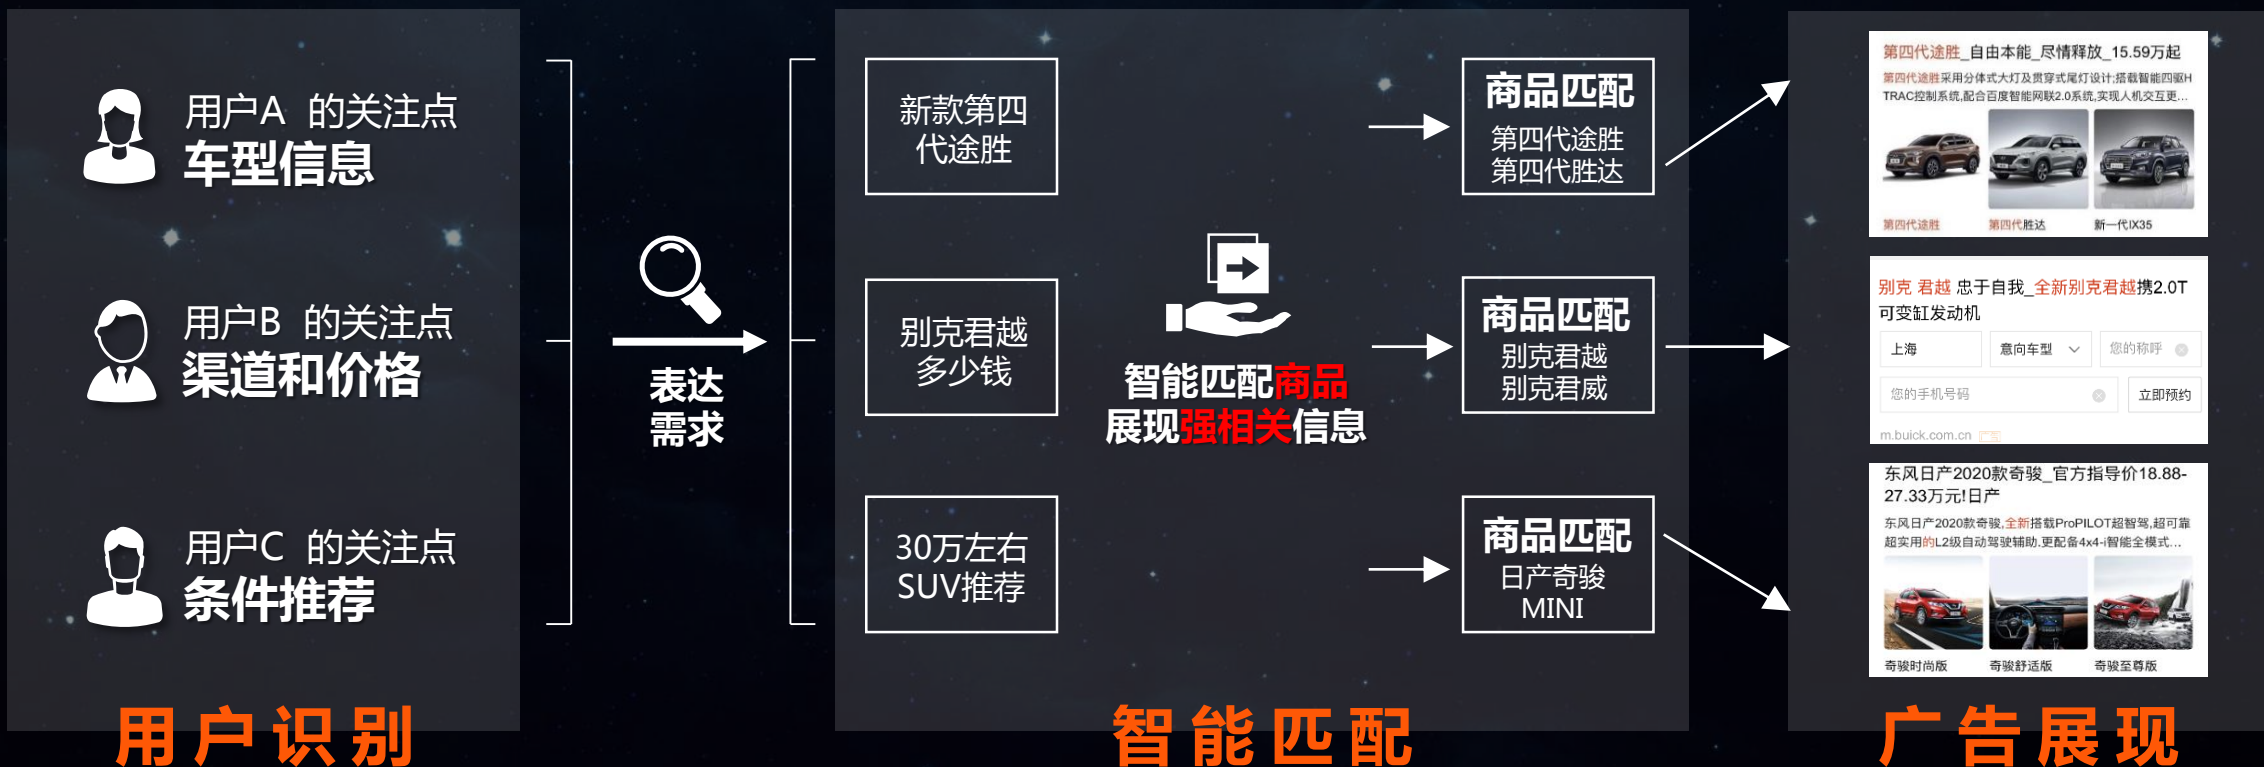 用户A 的关注点
车型信息
用户B 的关注点
渠道和价格
用户C 的关注点
条件推荐
用户识别
表达
需求
新款第四
代途胜
别克君越
多少钱
30万左右
SUV推荐
智能匹配商品
展现强相关信息
商品匹配
第四代途胜
第四代胜达
商品匹配
别克君越
别克君威
商品匹配
日产奇骏
MINI
智能匹配
第四代途胜_自由本能_尽情释放_15.59万起
第四代途胜采用分体式大灯及贯穿式尾灯设计;搭载智能四驱H
TRAC控制系统,配合百度智能网联2.0系统,实现人机交互更...
第四代途胜
第四代胜达
新一代IX35
别克 君越 忠于自我_全新别克君越携2.0T
可变缸发动机
上海
意向车型
您的称呼
您的手机号码
立即预约
m.buick.com.cn
东风日产2020款奇骏_官方指导价18.88-
27.33万元!日产
东风日产2020款奇骏,全新搭载ProPILOT超智驾,超可靠
超实用的L2级自动驾驶辅助.更配备4x4-i智能全模式...
奇骏时尚版
奇骏舒适版
奇骏至尊版
广告展现